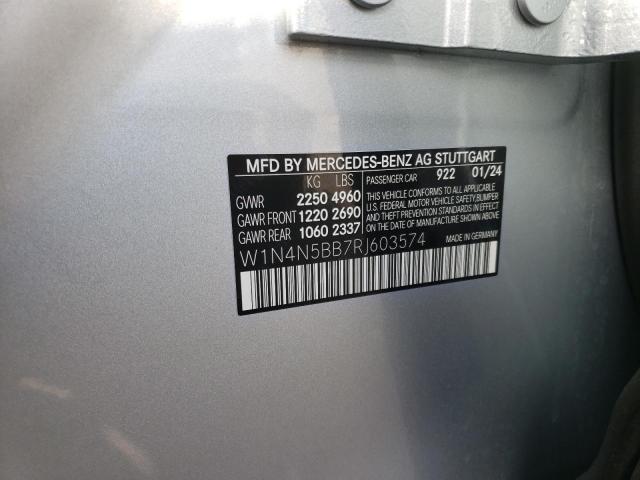 MFD BY MERCEDES-BENZ AG STUTTGART
KG LBS PASSENGER CAR 922 01/24
GVWR 2250 4960
GAWR FRONT 1220 2690
GAWR REAR 1060 2337
THIS VEHICLE CONFORMS TO ALL APPLICABLE
U.S. FEDERAL MOTOR VEHICLE SAFETY,BUMPER,
AND THEFT PREVENTION STANDARDS IN EFFECT
ON THE DATE OF MANUFACTURE SHOWN ABOVE.
W1N4N5BB7RJ603574
MADE IN GERMANY